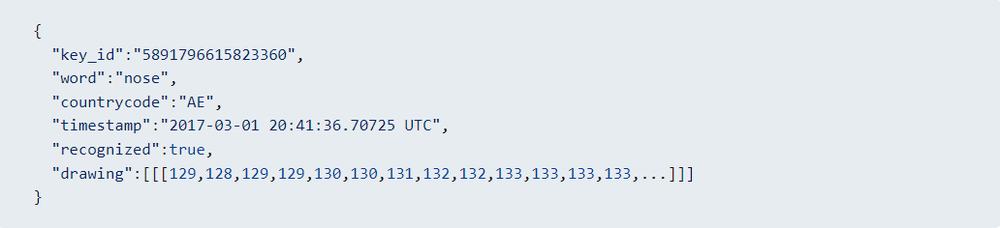 {
"key_id":"5891796615823360",
"word":"nose",
"countrycode":"AE",
"timestamp":"2017-03-01 20:41:36.70725 UTC",
"recognized":true,
"drawing":[[[129,128,129,129,130,130,131,132,132,133,133,133,133,...]]]
}